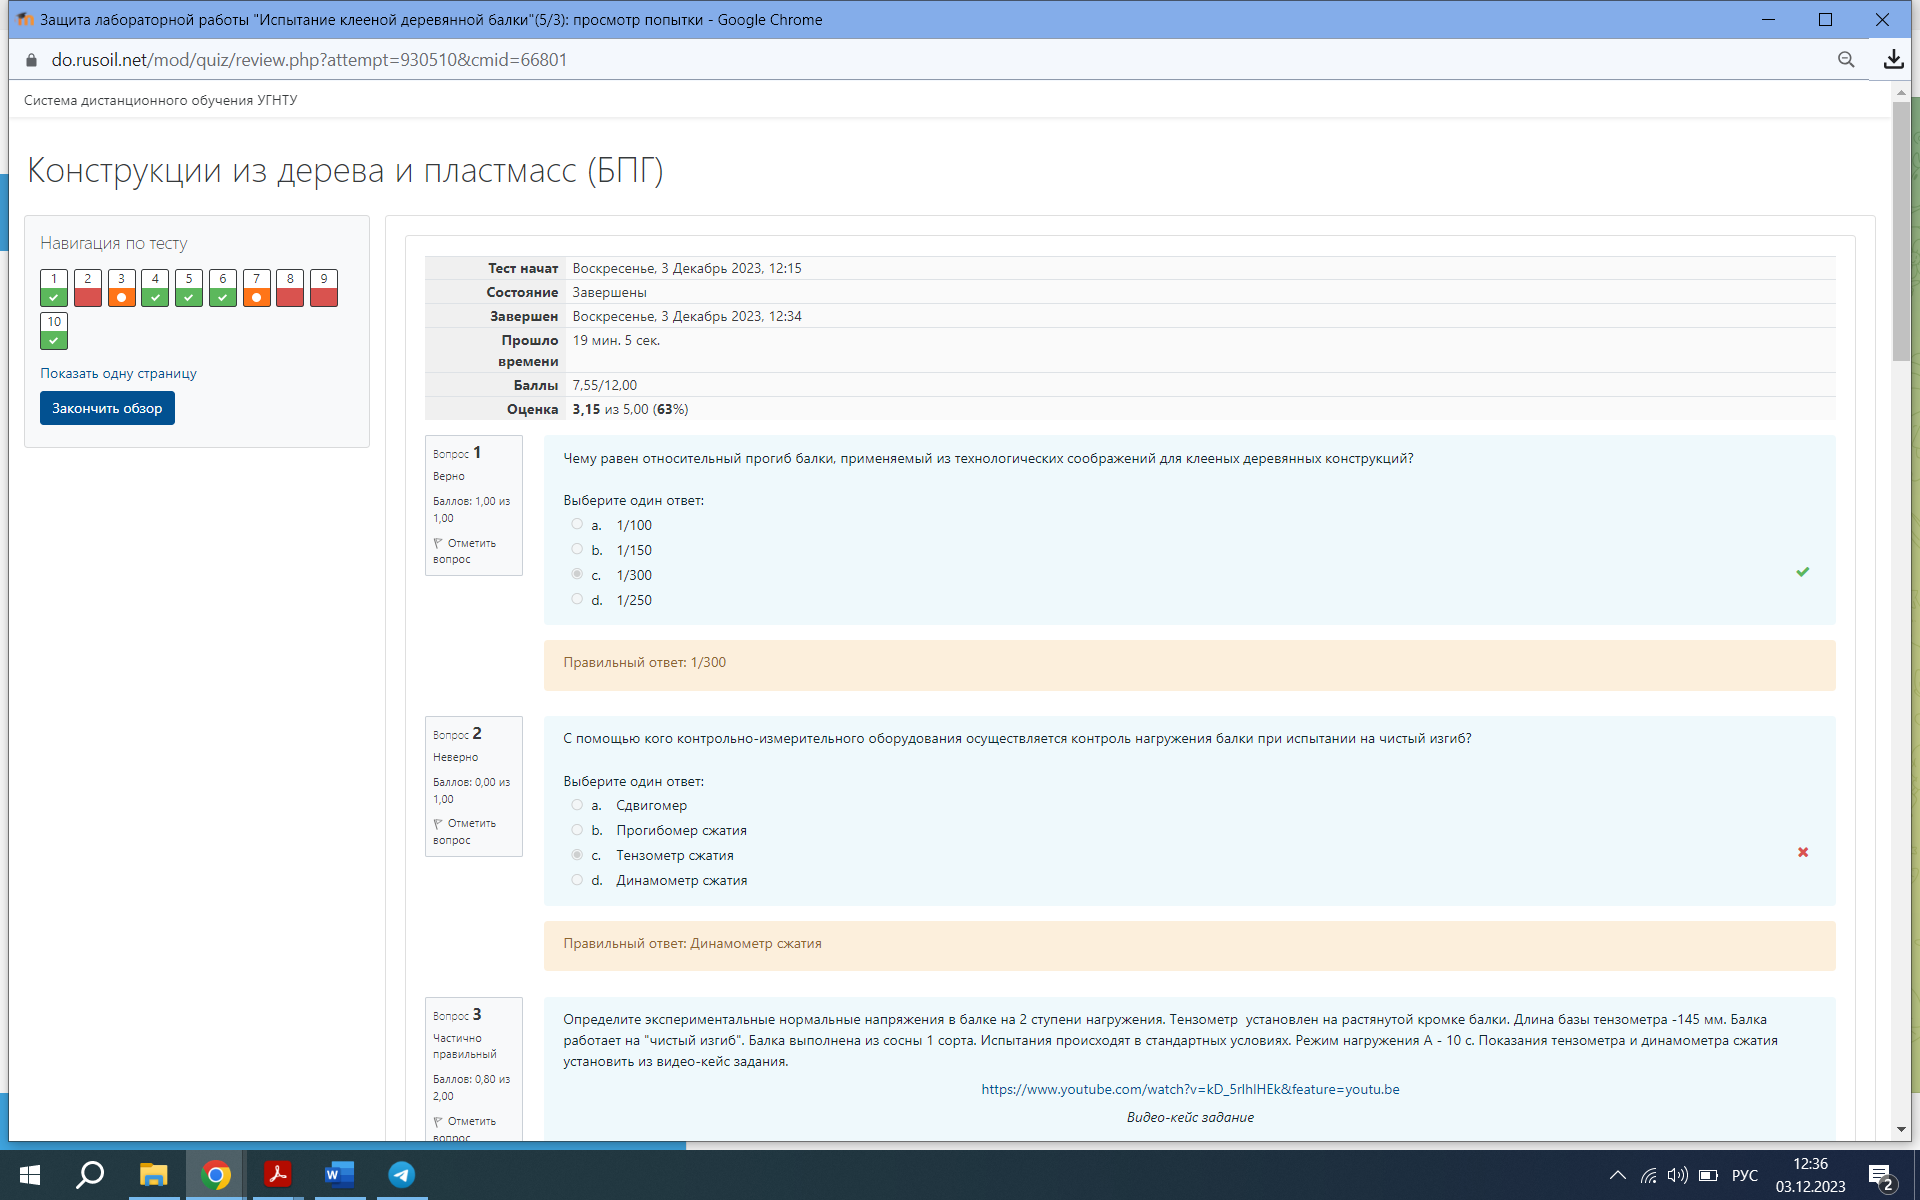 Защита лабораторной работы "Испытание клееной деревянной балки"(5/3): просмотр попытки - Google Chrome
do.rusoil.net/mod/quiz/review.php?attempt=930510&cmid=66801
Система дистанционного обучения УГНТУ
Конструкции из дерева и пластмасс (БПГ)
Навигация по тесту
1 2 3 4 5 6 7 8 9
10
Показать одну страницу
Закончить обзор
Тест начат Воскресенье, 3 Декабрь 2023, 12:15
Состояние Завершены
Завершен Воскресенье, 3 Декабрь 2023, 12:34
Прошло 19 мин. 5 сек.
времени
Баллы 7,55/12,00
Оценка 3,15 из 5,00 (63%)
Вопрос 1
Верно
Баллов: 1,00 из
1,00
Отметить
вопрос
Чему равен относительный прогиб балки, применяемый из технологических соображений для клееных деревянных конструкций?
Выберите один ответ:
a. 1/100
b. 1/150
c. 1/300
d. 1/250
Правильный ответ: 1/300
Вопрос 2
Неверно
Баллов: 0,00 из
1,00
Отметить
вопрос
С помощью кого контрольно-измерительного оборудования осуществляется контроль нагружения балки при испытании на чистый изгиб?
Выберите один ответ:
a. Сдвигомер
b. Прогибомер сжатия
c. Тензометр сжатия
d. Динамометр сжатия
Правильный ответ: Динамометр сжатия
Вопрос 3
Частично
правильный
Баллов: 0,80 из
2,00
Отметить
вопрос
Определите экспериментальные нормальные напряжения в балке на 2 ступени нагружения. Тензометр установлен на растянутой кромке балки. Длина базы тензометра -145 мм. Балка
работает на "чистый изгиб". Балка выполнена из сосны 1 сорта. Испытания происходят в стандартных условиях. Режим нагружения А - 10 с. Показания тензометра и динамометра сжатия
установить из видео-кейс задания.
https://www.youtube.com/watch?v=kD_5rlhlHEk&feature=youtu.be
Видео-кейс задание
РУС
12:36
03.12.2023
2